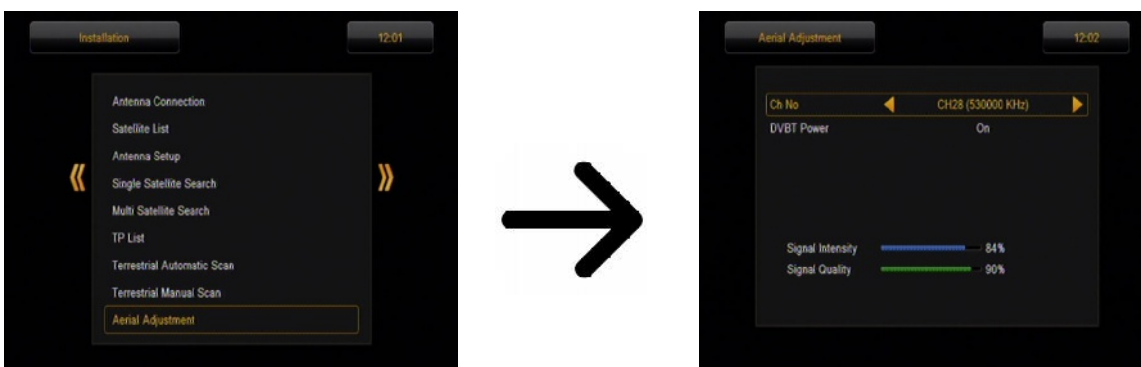 Installation 12:01
Antenna Connection
Satellite List
Antenna Setup
Single Satellite Search
Multi Satellite Search
TP List
Terrestrial Automatic Scan
Terrestrial Manual Scan
Aerial Adjustment
Aerial Adjustment 12:02
Ch No CH28 (530000 KHz)
DVBT Power On
Signal Intensity 84%
Signal Quality 90%